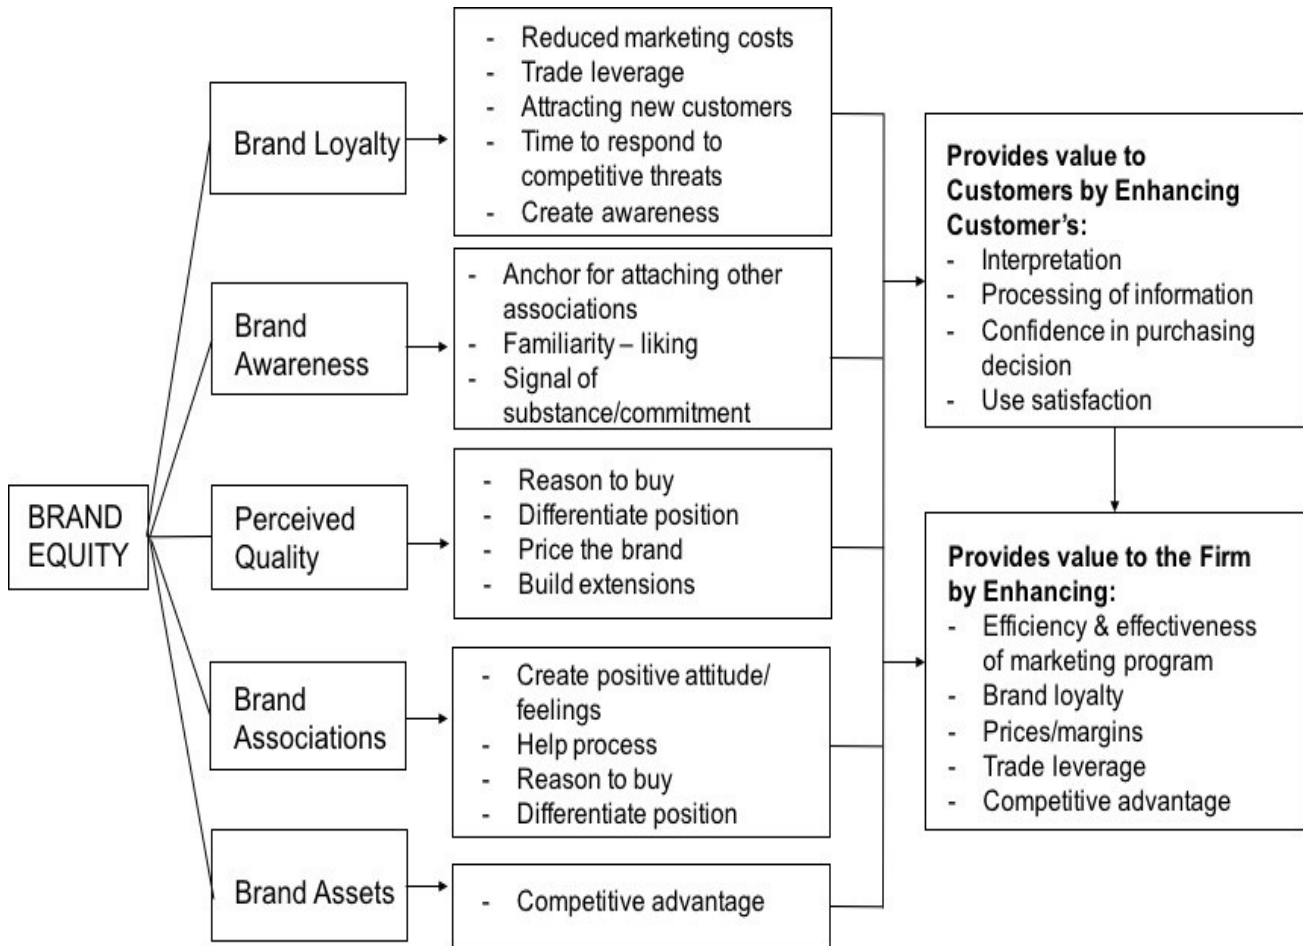 BRAND
EQUITY
Brand Loyalty
- Reduced marketing costs
- Trade leverage
- Attracting new customers
- Time to respond to
competitive threats
- Create awareness
Brand
Awareness
- Anchor for attaching other
associations
- Familiarity – liking
- Signal of
substance/commitment
Perceived
Quality
- Reason to buy
- Differentiate position
- Price the brand
- Build extensions
Brand
Associations
- Create positive attitude/
feelings
- Help process
- Reason to buy
- Differentiate position
Brand Assets
- Competitive advantage
Provides value to
Customers by Enhancing
Customer’s:
- Interpretation
- Processing of information
- Confidence in purchasing
decision
- Use satisfaction
Provides value to the Firm
by Enhancing:
- Efficiency & effectiveness
of marketing program
- Brand loyalty
- Prices/margins
- Trade leverage
- Competitive advantage